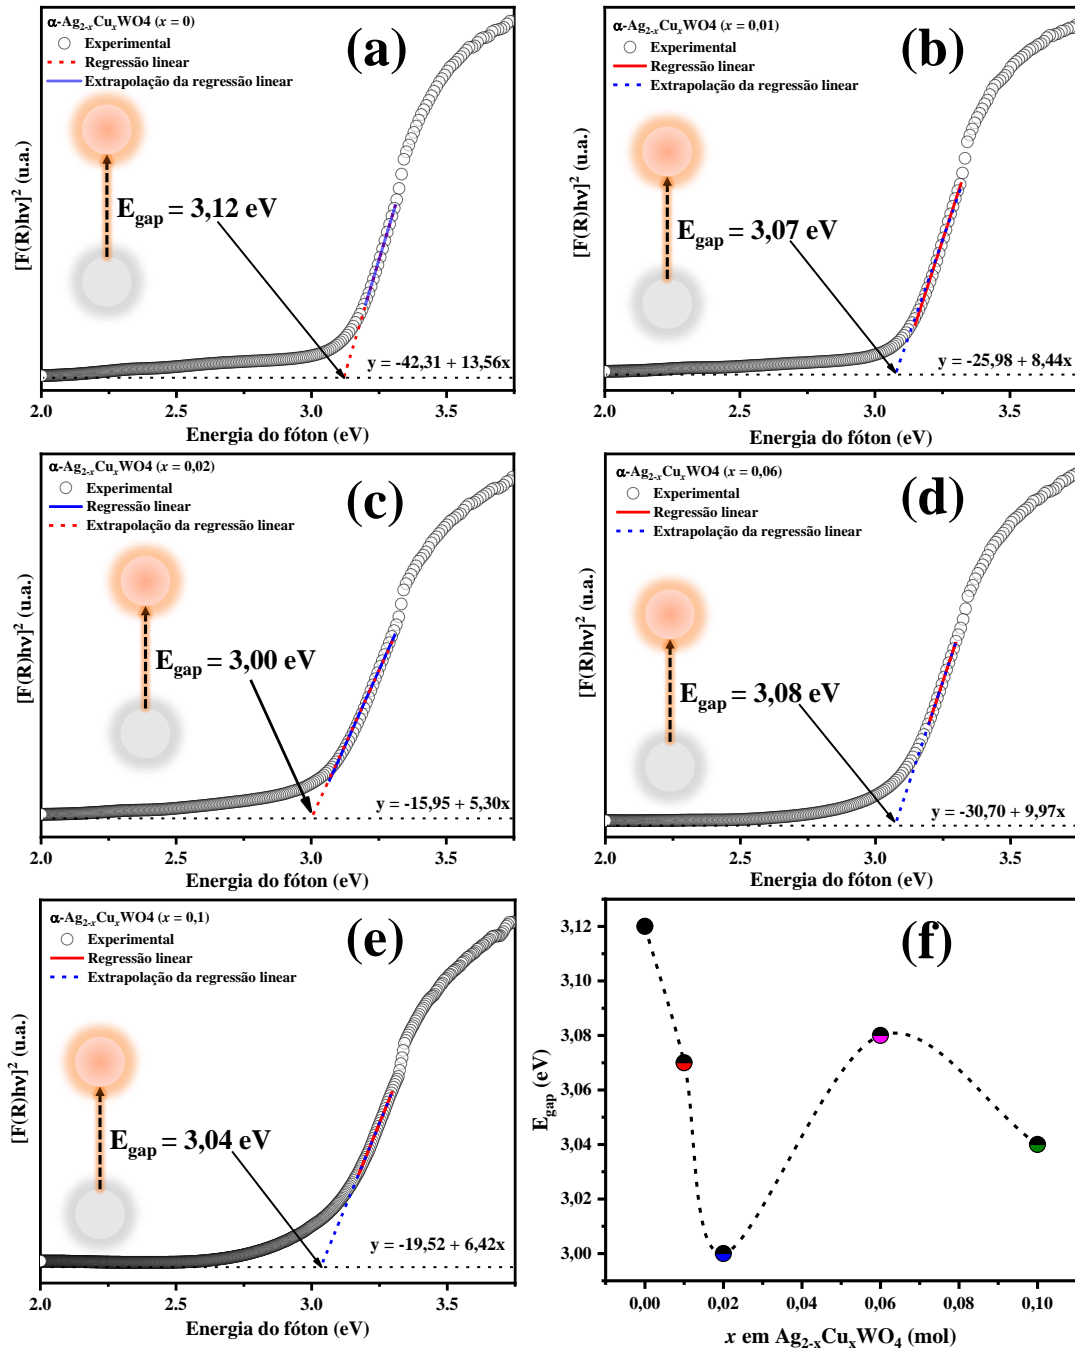 α-Ag2-xCuxWO4 (x = 0)
Experimental
Regressão linear
Extrapolação da regressão linear
(a)
[F(R)hν]² (u.a.)
Egap = 3,12 eV
y = -42,31 + 13,56x
2.0 2.5 3.0 3.5
Energia do fóton (eV)
α-Ag2-xCuxWO4 (x = 0,01)
Experimental
Regressão linear
Extrapolação da regressão linear
(b)
[F(R)hν]² (u.a.)
Egap = 3,07 eV
y = -25,98 + 8,44x
2.0 2.5 3.0 3.5
Energia do fóton (eV)
α-Ag2-xCuxWO4 (x = 0,02)
Experimental
Regressão linear
Extrapolação da regressão linear
(c)
[F(R)hν]² (u.a.)
Egap = 3,00 eV
y = -15,95 + 5,30x
2.0 2.5 3.0 3.5
Energia do fóton (eV)
α-Ag2-xCuxWO4 (x = 0,06)
Experimental
Regressão linear
Extrapolação da regressão linear
(d)
[F(R)hν]² (u.a.)
Egap = 3,08 eV
y = -30,70 + 9,97x
2.0 2.5 3.0 3.5
Energia do fóton (eV)
α-Ag2-xCuxWO4 (x = 0,1)
Experimental
Regressão linear
Extrapolação da regressão linear
(e)
[F(R)hν]² (u.a.)
Egap = 3,04 eV
y = -19,52 + 6,42x
2.0 2.5 3.0 3.5
Energia do fóton (eV)
(f)
Egap (eV)
3,12
3,10
3,08
3,06
3,04
3,02
3,00
0,00 0,02 0,04 0,06 0,08 0,10
x em Ag2-xCuxWO4 (mol)